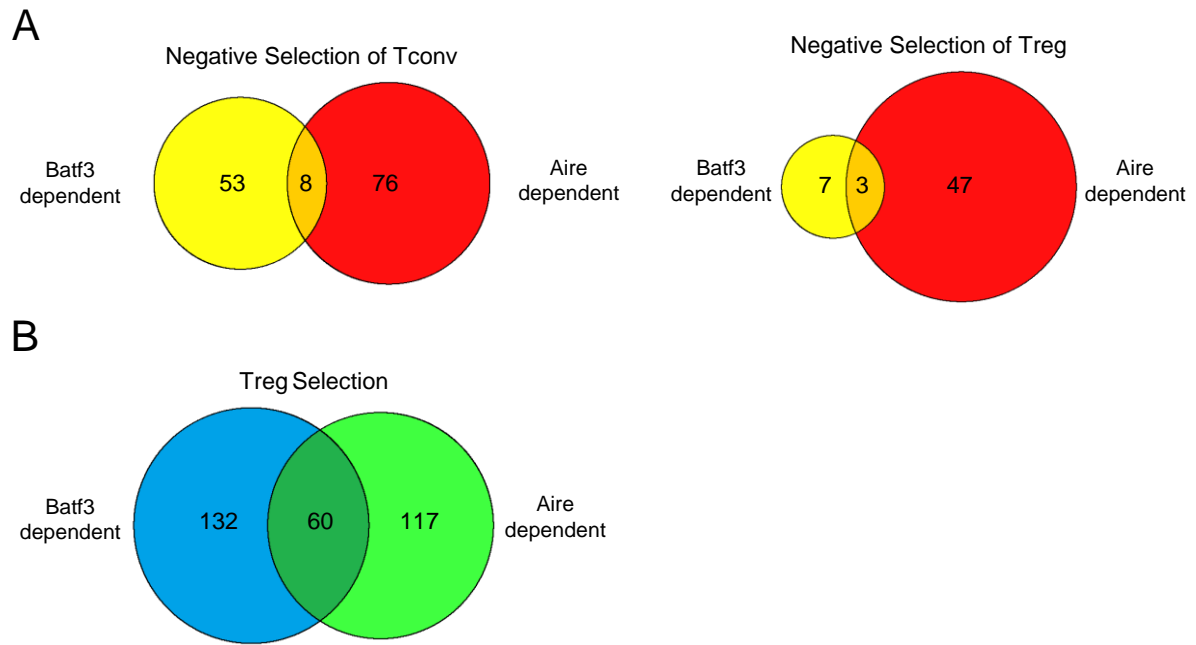 A
Negative Selection of Tconv
Batf3
dependent
53
8
76
Aire
dependent
Negative Selection of Treg
Batf3
dependent
7
3
47
Aire
dependent
B
Treg Selection
Batf3
dependent
132
60
117
Aire
dependent